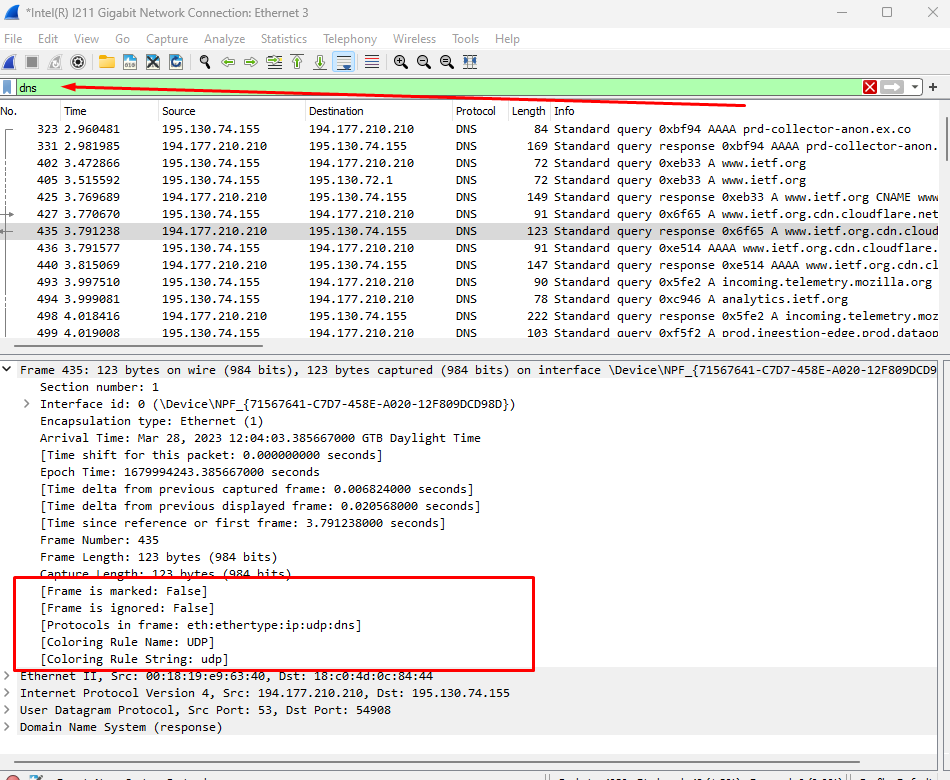 *Intel(R) I211 Gigabit Network Connection: Ethernet 3
File Edit View Go Capture Analyze Statistics Telephony Wireless Tools Help
dns
No. Time Source Destination Protocol Length Info
323 2.960481 195.130.74.155 194.177.210.210 DNS 84 Standard query 0xbf94 AAAA prd-collector-anon.ex.co
331 2.981985 194.177.210.210 195.130.74.155 DNS 169 Standard query response 0xbf94 AAAA prd-collector-anon.
402 3.472866 195.130.74.155 194.177.210.210 DNS 72 Standard query 0xeb33 A www.ietf.org
405 3.515592 195.130.74.155 195.130.72.1 DNS 72 Standard query 0xeb33 A www.ietf.org
425 3.769689 194.177.210.210 195.130.74.155 DNS 149 Standard query response 0xeb33 A www.ietf.org CNAME www
427 3.770670 195.130.74.155 194.177.210.210 DNS 91 Standard query 0x6f65 A www.ietf.org.cdn.cloudflare.net
435 3.791238 194.177.210.210 195.130.74.155 DNS 123 Standard query response 0x6f65 A www.ietf.org.cdn.cloud
436 3.791577 195.130.74.155 194.177.210.210 DNS 91 Standard query 0xe514 AAAA www.ietf.org.cdn.cloudflare.
440 3.815069 194.177.210.210 195.130.74.155 DNS 147 Standard query response 0xe514 AAAA www.ietf.org.cdn.cl
493 3.997510 195.130.74.155 194.177.210.210 DNS 90 Standard query 0x5fe2 A incoming.telemetry.mozilla.org
494 3.999081 195.130.74.155 194.177.210.210 DNS 78 Standard query 0xc946 A analytics.ietf.org
498 4.018416 194.177.210.210 195.130.74.155 DNS 222 Standard query response 0x5fe2 A incoming.telemetry.moz
499 4.019008 195.130.74.155 194.177.210.210 DNS 103 Standard query 0xf5f2 A prod.ingestion-edge.prod.dataop
Frame 435: 123 bytes on wire (984 bits), 123 bytes captured (984 bits) on interface \Device\NPF_{71567641-C7D7-458E-A020-12F809DCD9
Section number: 1
Interface id: 0 (\Device\NPF_{71567641-C7D7-458E-A020-12F809DCD98D})
Encapsulation type: Ethernet (1)
Arrival Time: Mar 28, 2023 12:04:03.385667000 GTB Daylight Time
[Time shift for this packet: 0.000000000 seconds]
Epoch Time: 1679994243.385667000 seconds
[Time delta from previous captured frame: 0.006824000 seconds]
[Time delta from previous displayed frame: 0.020568000 seconds]
[Time since reference or first frame: 3.791238000 seconds]
Frame Number: 435
Frame Length: 123 bytes (984 bits)
Capture Length: 123 bytes (984 bits)
[Frame is marked: False]
[Frame is ignored: False]
[Protocols in frame: eth:ethertype:ip:udp:dns]
[Coloring Rule Name: UDP]
[Coloring Rule String: udp]
Ethernet II, Src: 00:18:19:e9:63:40, Dst: 18:c0:4d:0c:84:44
Internet Protocol Version 4, Src: 194.177.210.210, Dst: 195.130.74.155
User Datagram Protocol, Src Port: 53, Dst Port: 54908
Domain Name System (response)